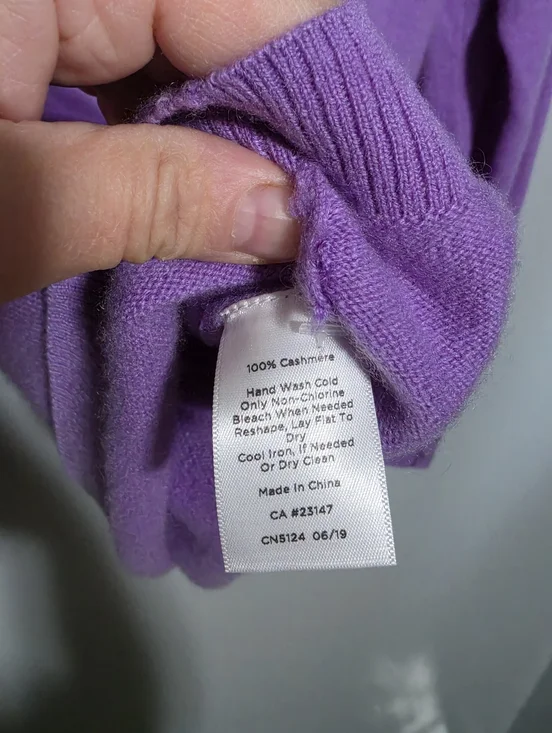 100% Cashmere
Hand Wash Cold
Only Non-Chlorine
Bleach When Needed
Reshape, Lay Flat To
Dry
Cool Iron, If Needed
Or Dry Clean
Made In China
CA #23147
CN5124 06/19